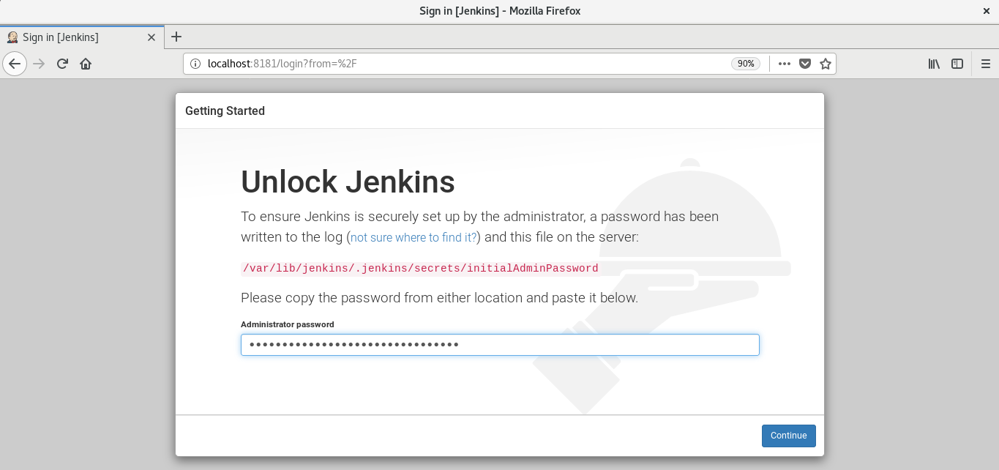 Sign in [Jenkins] - Mozilla Firefox
Sign in [Jenkins]
localhost:8181/login?from=%2F
90%
Getting Started
Unlock Jenkins
To ensure Jenkins is securely set up by the administrator, a password has been
written to the log (not sure where to find it?) and this file on the server:
/var/lib/jenkins/.jenkins/secrets/initialAdminPassword
Please copy the password from either location and paste it below.
Administrator password
••••••••••••••••••••••••••••••••
Continue